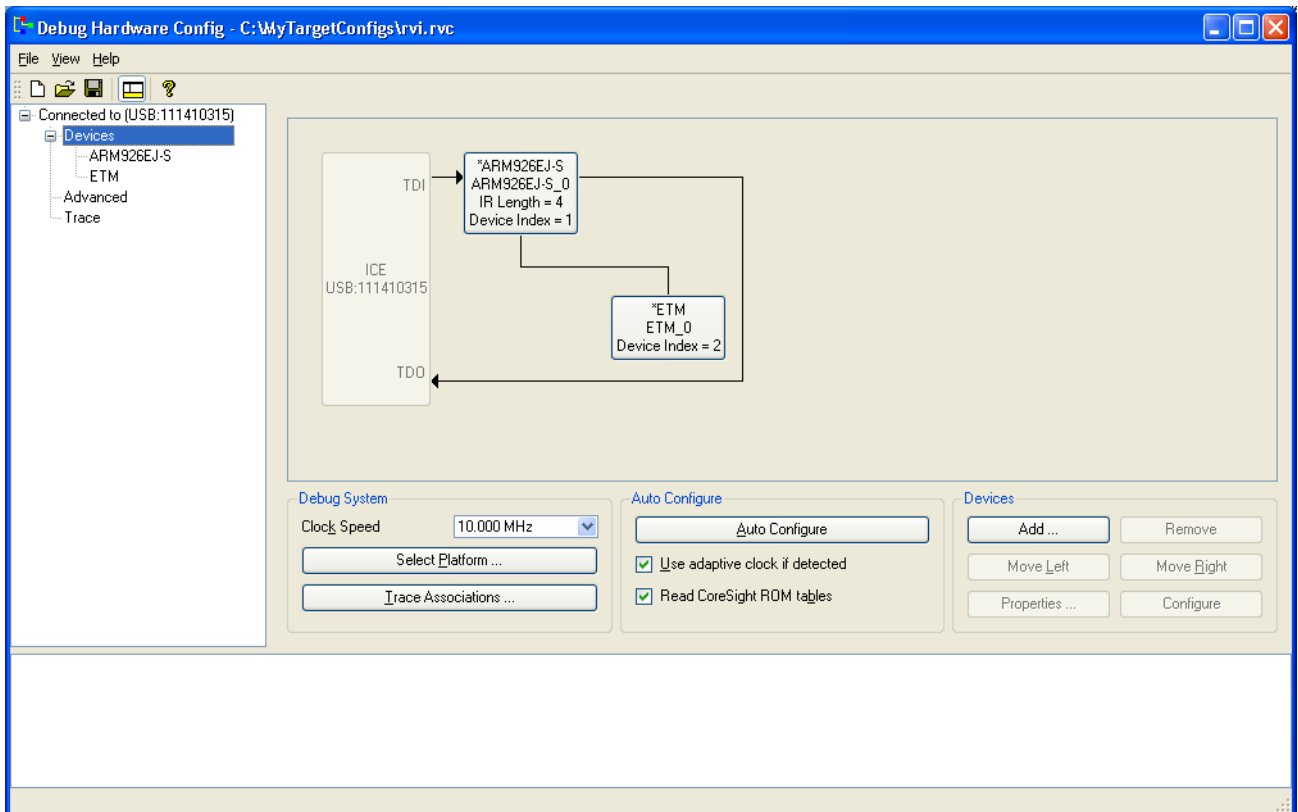 Debug Hardware Config - C:\MyTargetConfigs\rvi.rvc
File View Help
Connected to (USB:111410315)
Devices
ARM926EJ-S
ETM
Advanced
Trace
TDI
ICE
USB:111410315
TDO
*ARM926EJ-S
ARM926EJ-S_0
IR Length = 4
Device Index = 1
*ETM
ETM_0
Device Index = 2
Debug System
Clock Speed 10.000 MHz
Select Platform ...
Trace Associations ...
Auto Configure
Auto Configure
Use adaptive clock if detected
Read CoreSight ROM tables
Devices
Add ... Remove
Move Left Move Right
Properties ... Configure